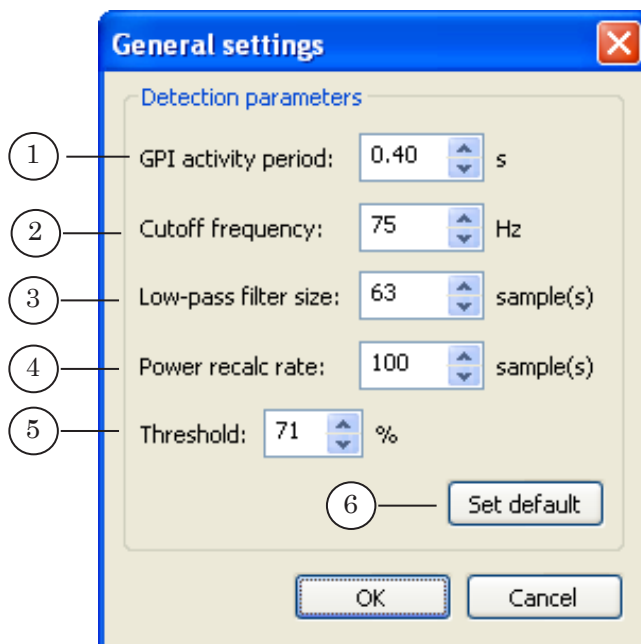 General settings
Detection parameters
1 GPI activity period: 0.40 s
2 Cutoff frequency: 75 Hz
3 Low-pass filter size: 63 sample(s)
4 Power recalc rate: 100 sample(s)
5 Threshold: 71 %
6 Set default
OK Cancel